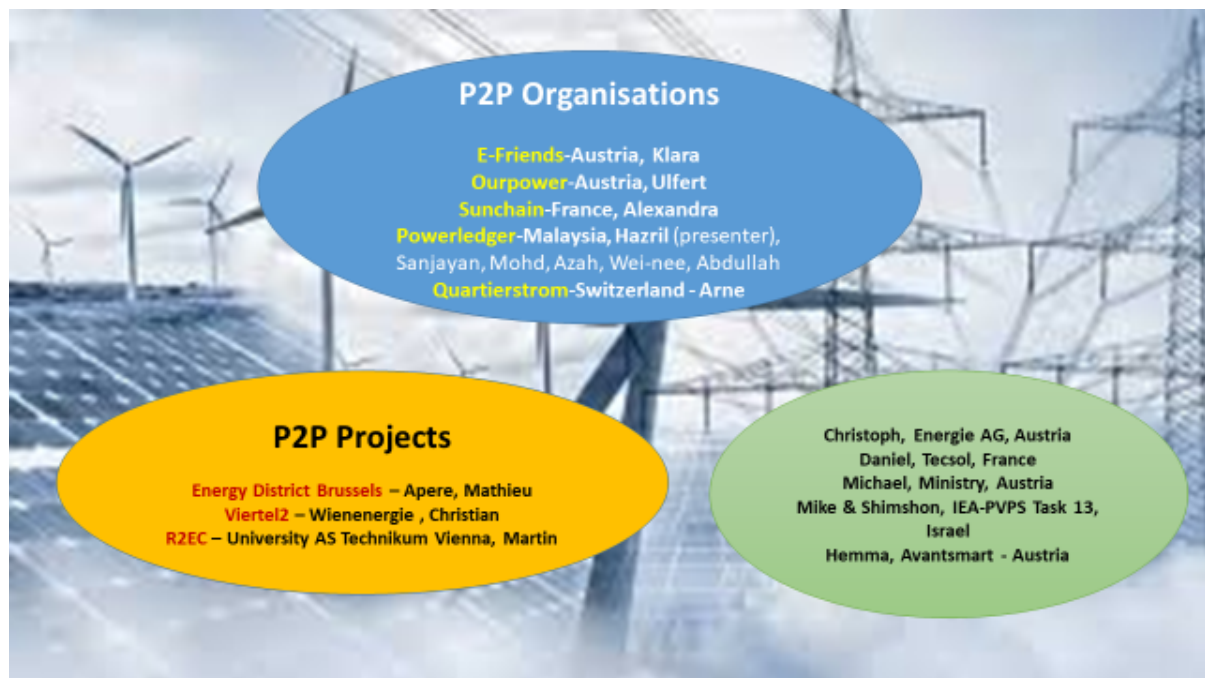 P2P Organisations
E-Friends-Austria, Klara
Ourpower-Austria, Ulfert
Sunchain-France, Alexandra
Powerledger-Malaysia, Hazril (presenter),
Sanjayan, Mohd, Azah, Wei-nee, Abdullah
Quartierstrom-Switzerland - Arne
P2P Projects
Energy District Brussels – Apere, Mathieu
Viertel2 – Wienenergie , Christian
R2EC – University AS Technikum Vienna, Martin
Christoph, Energie AG, Austria
Daniel, Tecsol, France
Michael, Ministry, Austria
Mike & Shimshon, IEA-PVPS Task 13,
Israel
Hemma, Avantsmart - Austria